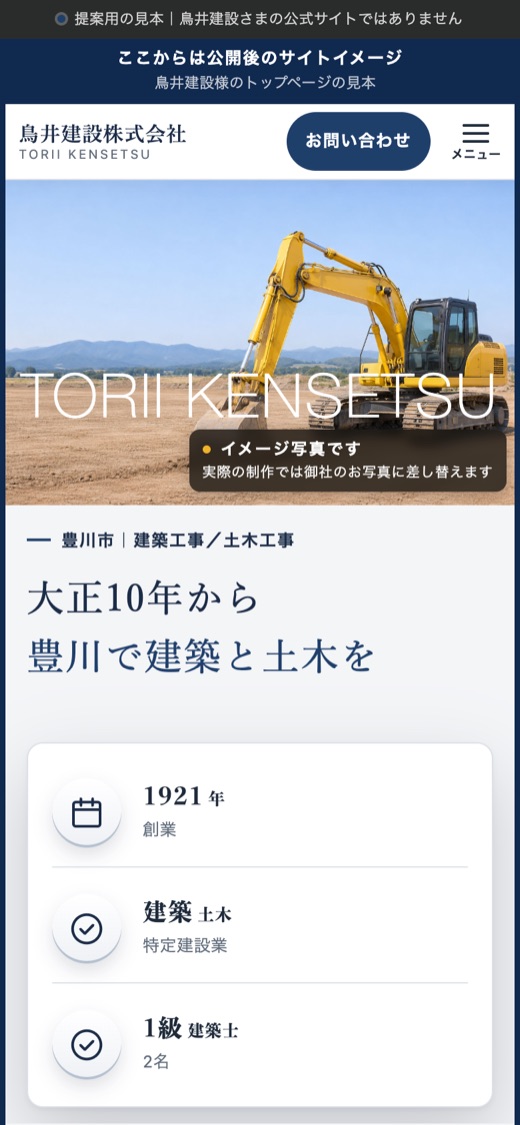 提案用の見本｜鳥井建設さまの公式サイトではありません
ここからは公開後のサイトイメージ
鳥井建設様のトップページの見本
鳥井建設株式会社
TORII KENSETSU
お問い合わせ
メニュー
TORII KENSETSU
イメージ写真です
実際の制作では御社のお写真に差し替えます
豊川市｜建築工事／土木工事
大正10年から
豊川で建築と土木を
1921 年
創業
建築 土木
特定建設業
1級 建築士
2名